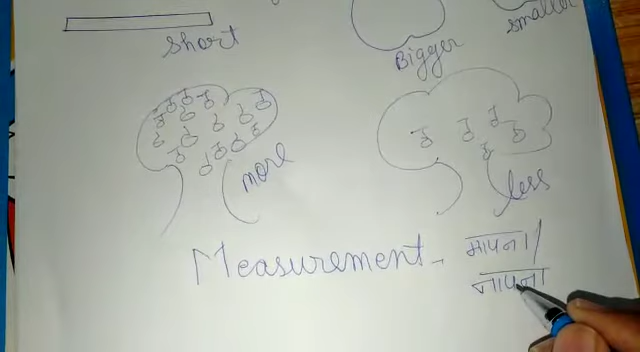 short
Bigger
smaller
more
less
Measurement - मापना /
नापना